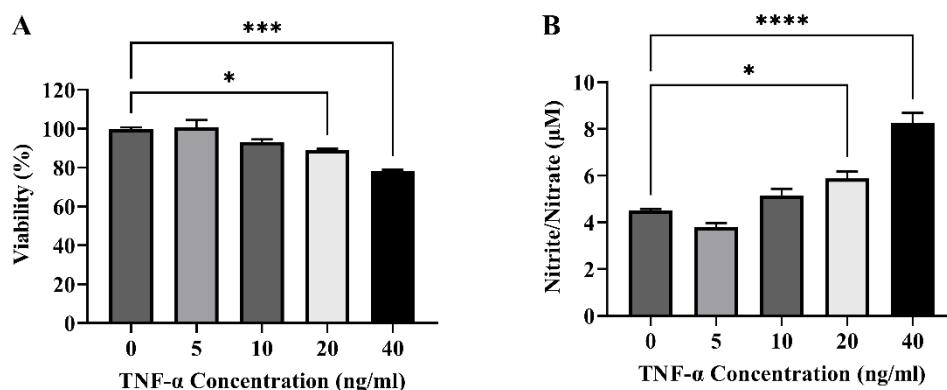 A
***
*
Viability (%)
120
100
80
60
40
20
0
0 5 10 20 40
TNF-α Concentration (ng/ml)
B
****
*
Nitrite/Nitrate (µM)
10
8
6
4
2
0
0 5 10 20 40
TNF-α Concentration (ng/ml)